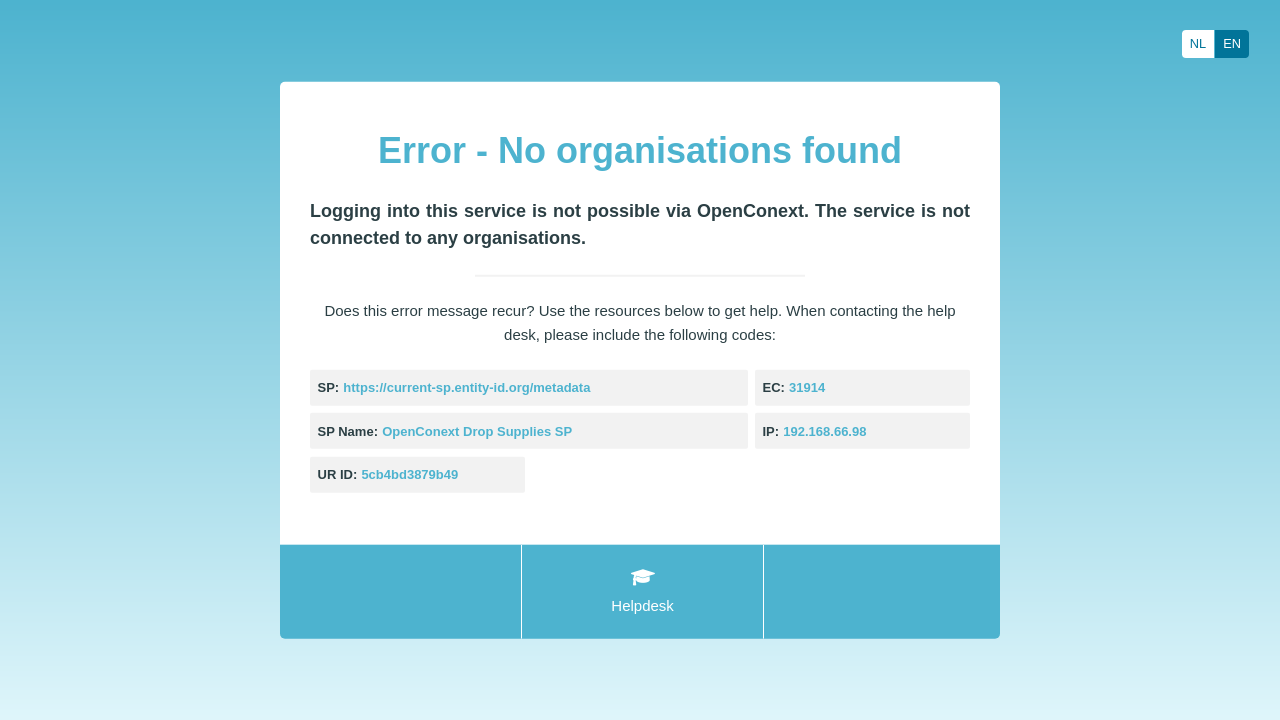 NL EN
Error - No organisations found
Logging into this service is not possible via OpenConext. The service is not
connected to any organisations.
Does this error message recur? Use the resources below to get help. When contacting the help
desk, please include the following codes:
SP: https://current-sp.entity-id.org/metadata
EC: 31914
SP Name: OpenConext Drop Supplies SP
IP: 192.168.66.98
UR ID: 5cb4bd3879b49
Helpdesk